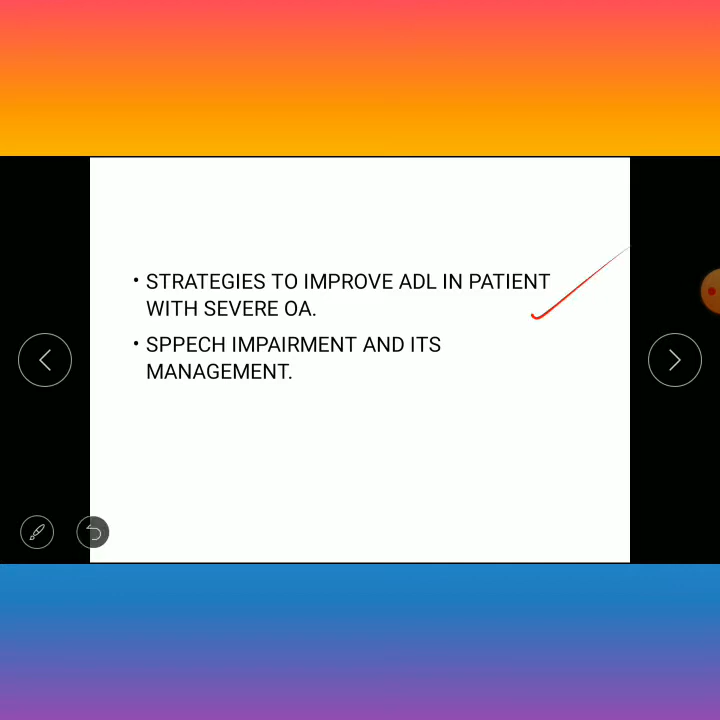 • STRATEGIES TO IMPROVE ADL IN PATIENT
WITH SEVERE OA.
• SPPECH IMPAIRMENT AND ITS
MANAGEMENT.